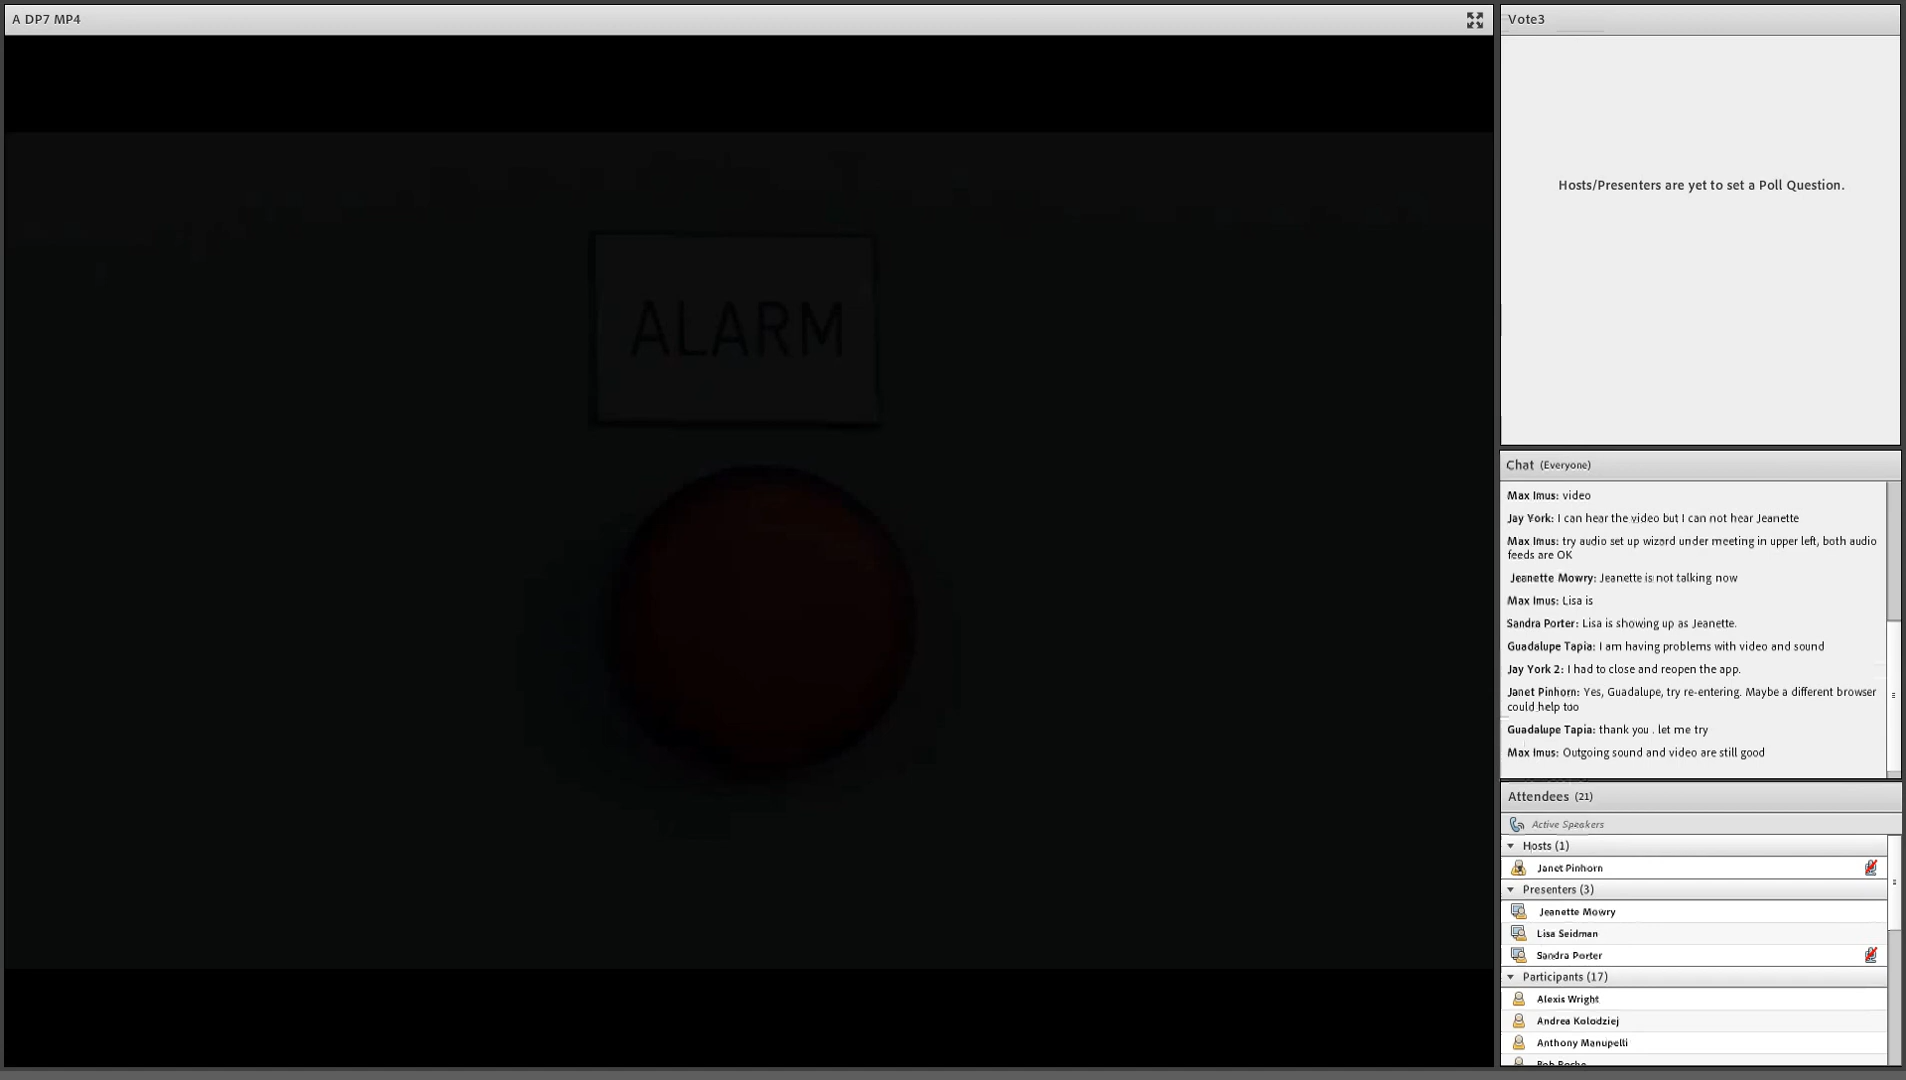 A DP7 MP4
ALARM
Vote3
Hosts/Presenters are yet to set a Poll Question.
Chat (Everyone)
Max Imus: video
Jay York: I can hear the video but I can not hear Jeanette
Max Imus: try audio set up wizard under meeting in upper left, both audio
feeds are OK
Jeanette Mowry: Jeanette is not talking now
Max Imus: Lisa is
Sandra Porter: Lisa is showing up as Jeanette.
Guadalupe Tapia: I am having problems with video and sound
Jay York 2: I had to close and reopen the app.
Janet Pinhorn: Yes, Guadalupe, try re-entering. Maybe a different browser
could help too
Guadalupe Tapia: thank you . let me try
Max Imus: Outgoing sound and video are still good
Attendees (21)
Active Speakers
Hosts (1)
Janet Pinhorn
Presenters (3)
Jeanette Mowry
Lisa Seidman
Sandra Porter
Participants (17)
Alexis Wright
Andrea Kolodziej
Anthony Manupelli